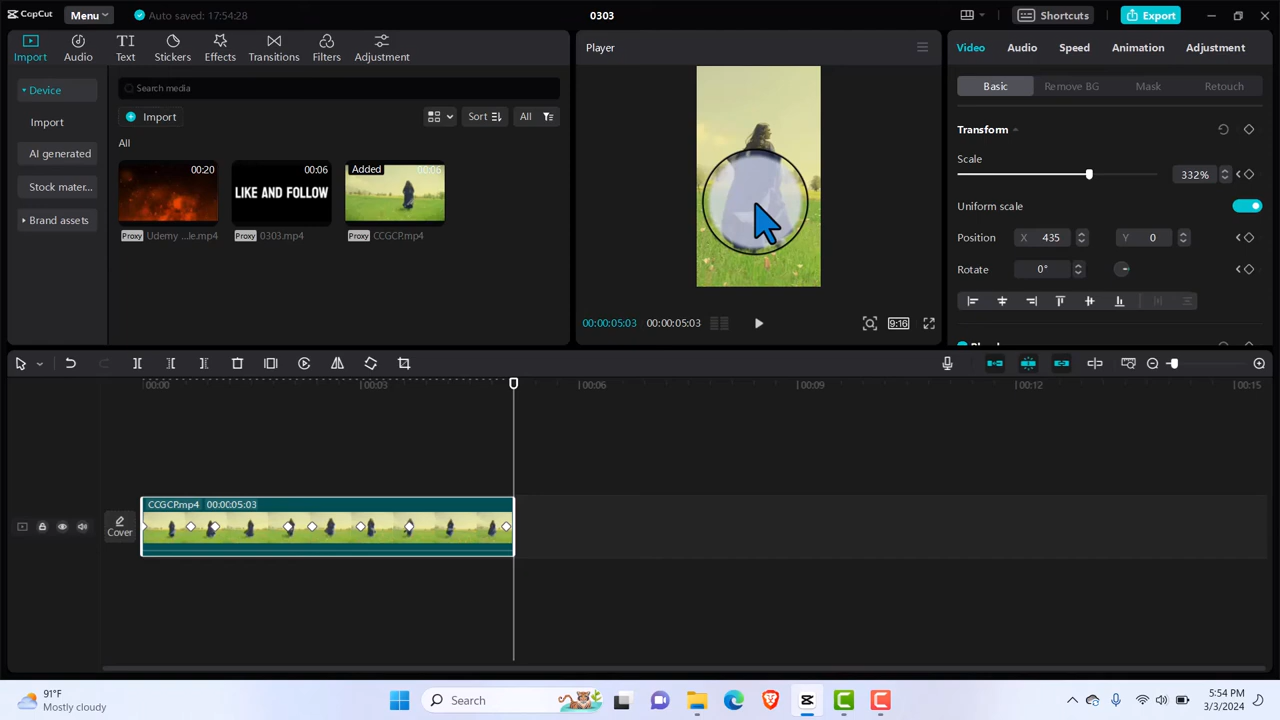 CapCut Menu Auto saved: 17:54:28 0303 Shortcuts Export
Import Audio Text Stickers Effects Transitions Filters Adjustment
Player
Video Audio Speed Animation Adjustment
Device
Import
AI generated
Stock mater...
Brand assets
Search media
Import Sort All
All
00:20
00:06
LIKE AND FOLLOW
Added 00:06
Proxy Udemy ...le.mp4
Proxy 0303.mp4
Proxy CCGCP.mp4
00:00:05:03 00:00:05:03 9:16
Basic Remove BG Mask Retouch
Transform
Scale 332%
Uniform scale
Position X 435 Y 0
Rotate 0°
00:00 00:03 00:06 00:09 00:12 00:15
Cover
CCGCP.mp4 00:00:05:03
91°F
Mostly cloudy
Search
5:54 PM
3/3/2024